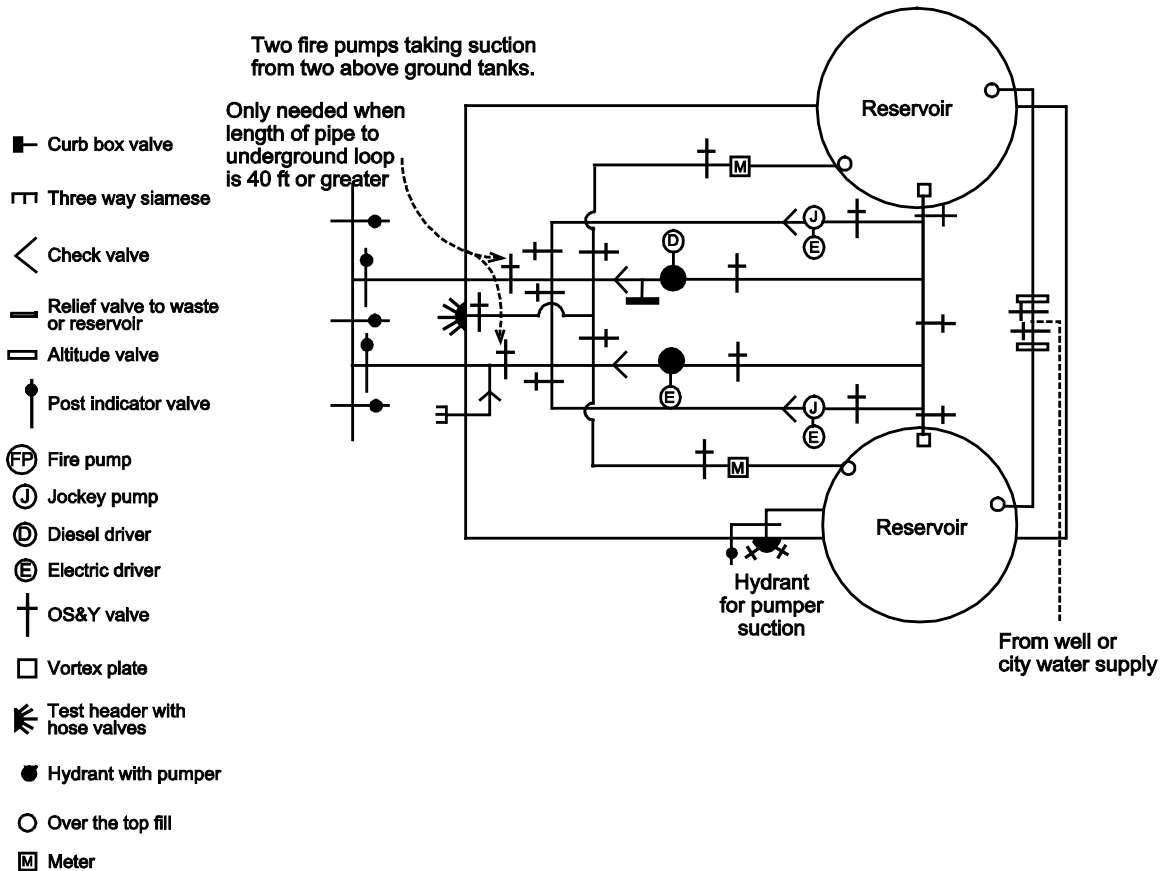 Two fire pumps taking suction
from two above ground tanks.
Only needed when
length of pipe to
underground loop
is 40 ft or greater
Reservoir
Curb box valve
Three way siamese
Check valve
Relief valve to waste
or reservoir
Altitude valve
Post indicator valve
FP Fire pump
J Jockey pump
D Diesel driver
E Electric driver
OS&Y valve
Vortex plate
Test header with
hose valves
Hydrant with pumper
Over the top fill
M Meter
M
J
E
D
E
J
E
M
Reservoir
Hydrant
for pumper
suction
From well or
city water supply